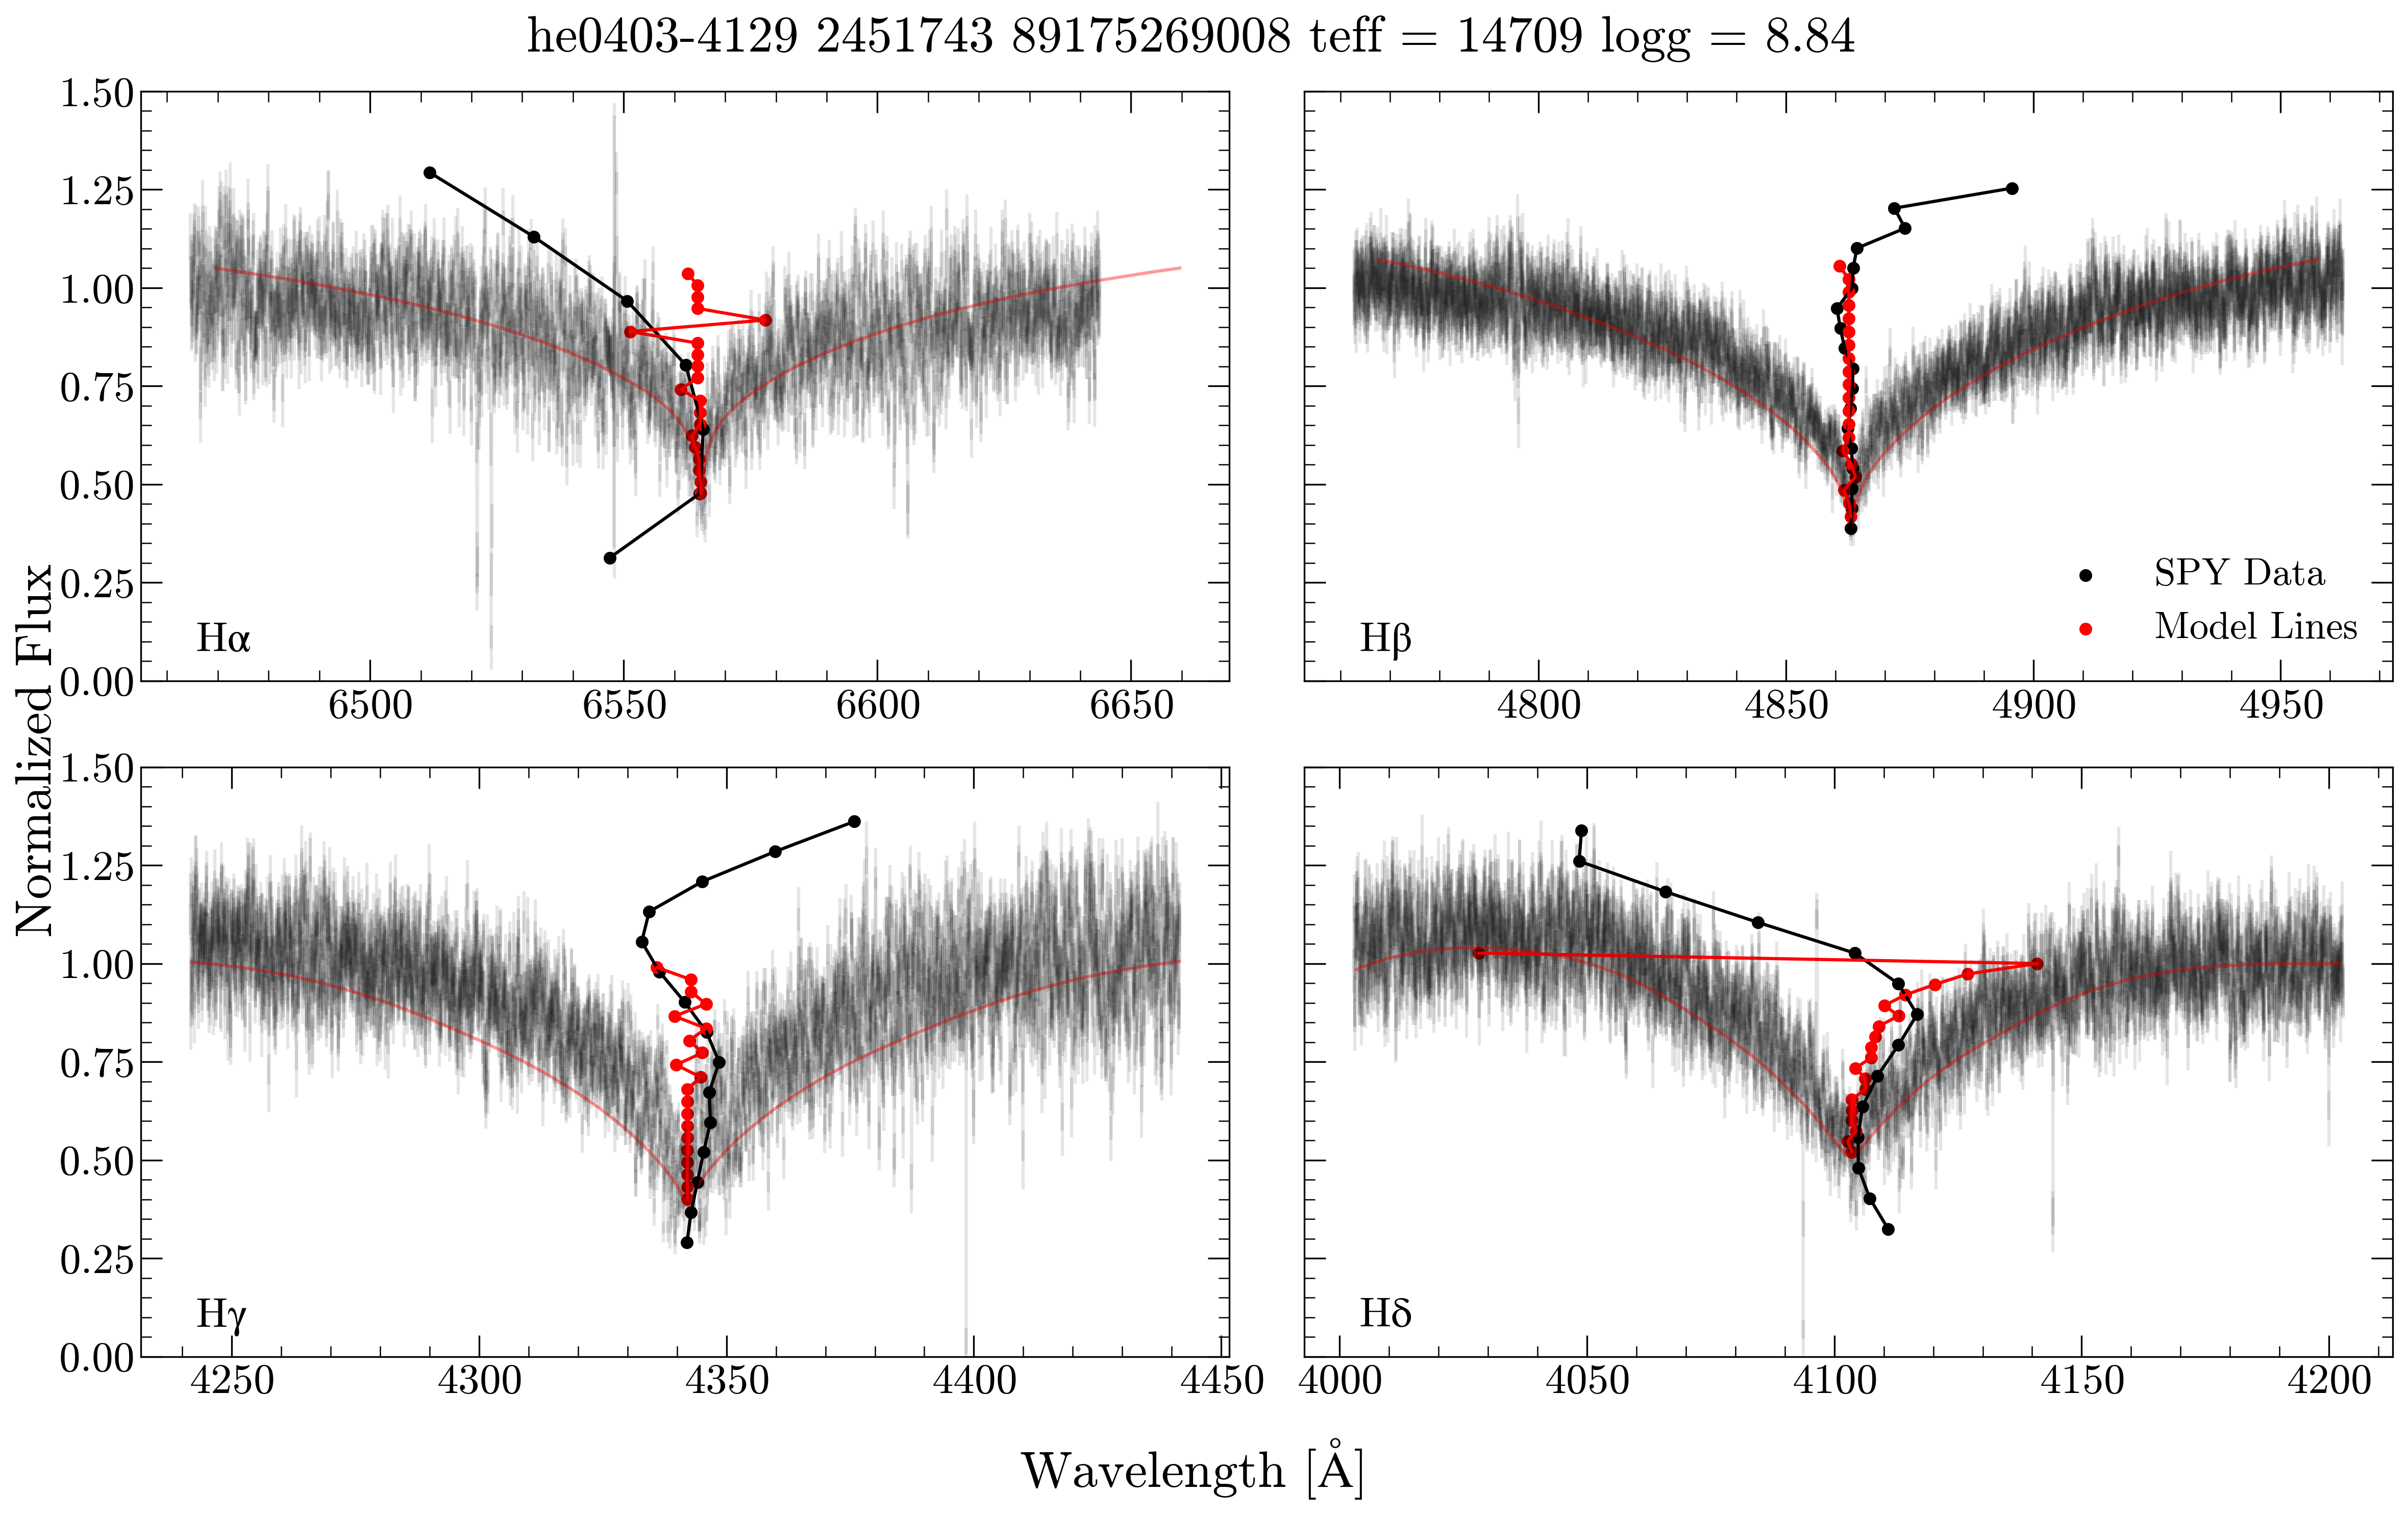 he0403-4129 2451743 89175269008 teff = 14709 logg = 8.84
Normalized Flux
1.50
1.25
1.00
0.75
0.50
0.25
0.00
Hα
6500 6550 6600 6650
Hβ
SPY Data
Model Lines
4800 4850 4900 4950
1.50
1.25
1.00
0.75
0.50
0.25
0.00
Hγ
4250 4300 4350 4400 4450
Hδ
4000 4050 4100 4150 4200
Wavelength [Å]